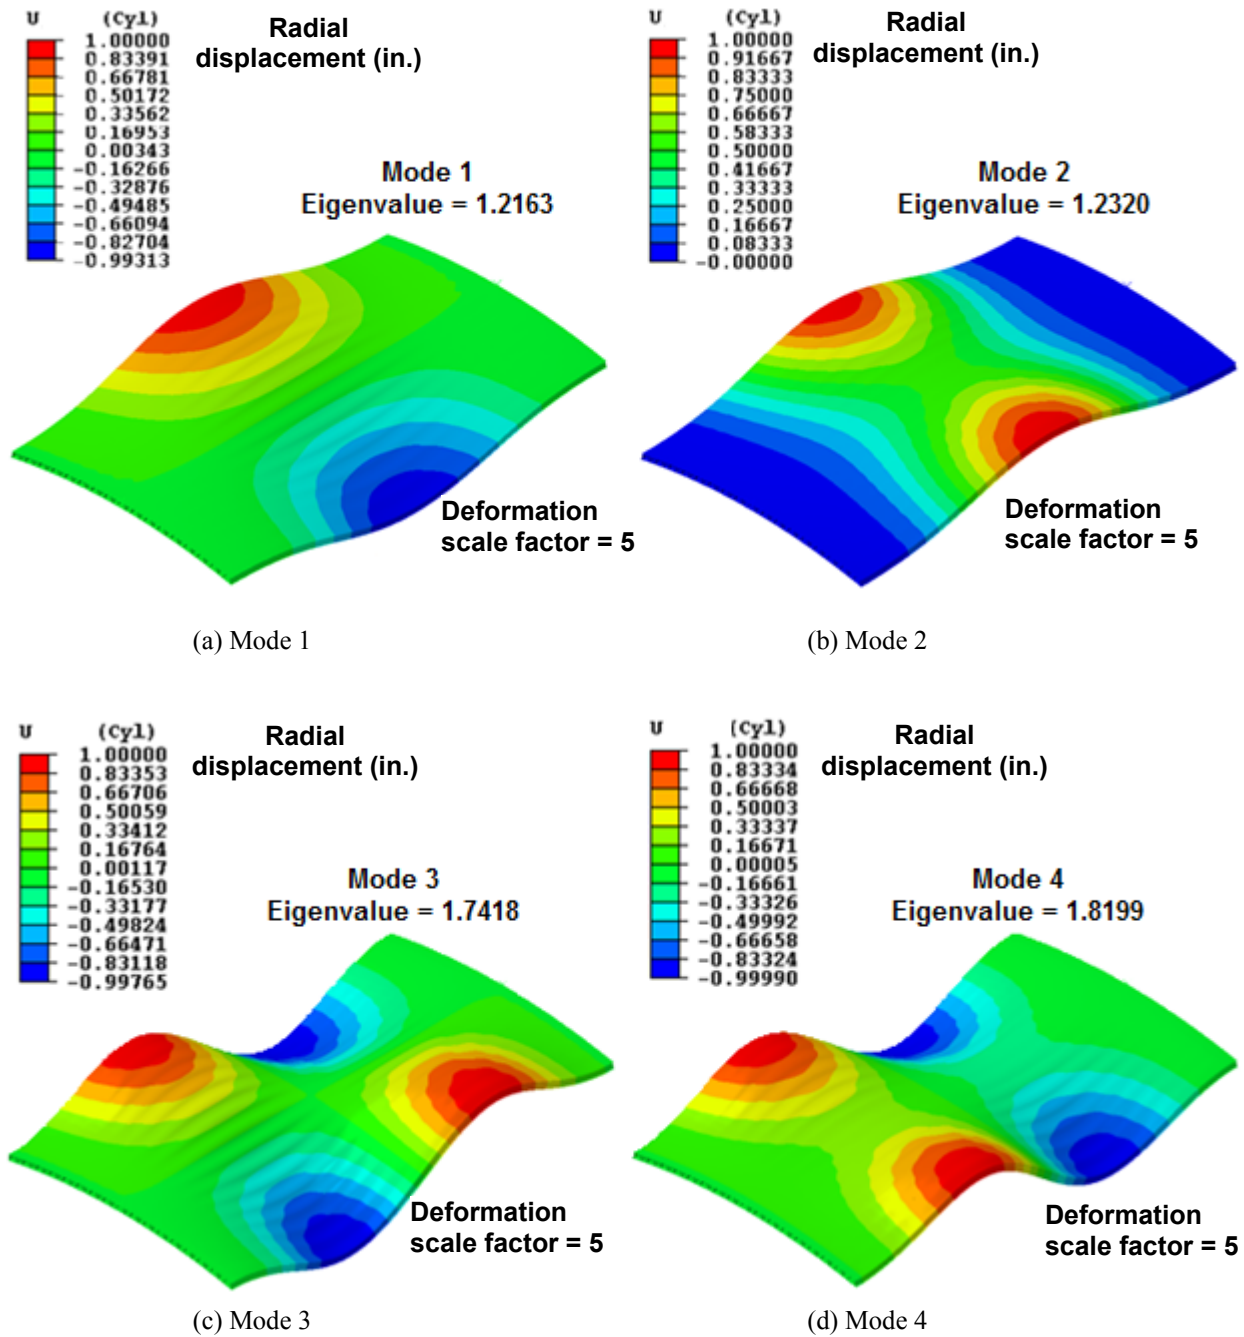 U (Cyl)
1.00000
0.83391
0.66781
0.50172
0.33562
0.16953
0.00343
-0.16266
-0.32876
-0.49485
-0.66094
-0.82704
-0.99313
Radial
displacement (in.)
Mode 1
Eigenvalue = 1.2163
Deformation
scale factor = 5
(a) Mode 1
U (Cyl)
1.00000
0.91667
0.83333
0.75000
0.66667
0.58333
0.50000
0.41667
0.33333
0.25000
0.16667
0.08333
-0.00000
Radial
displacement (in.)
Mode 2
Eigenvalue = 1.2320
Deformation
scale factor = 5
(b) Mode 2
U (Cyl)
1.00000
0.83353
0.66706
0.50059
0.33412
0.16764
0.00117
-0.16530
-0.33177
-0.49824
-0.66471
-0.83118
-0.99765
Radial
displacement (in.)
Mode 3
Eigenvalue = 1.7418
Deformation
scale factor = 5
(c) Mode 3
U (Cyl)
1.00000
0.83334
0.66668
0.50003
0.33337
0.16671
0.00005
-0.16661
-0.33326
-0.49992
-0.66658
-0.83324
-0.99990
Radial
displacement (in.)
Mode 4
Eigenvalue = 1.8199
Deformation
scale factor = 5
(d) Mode 4